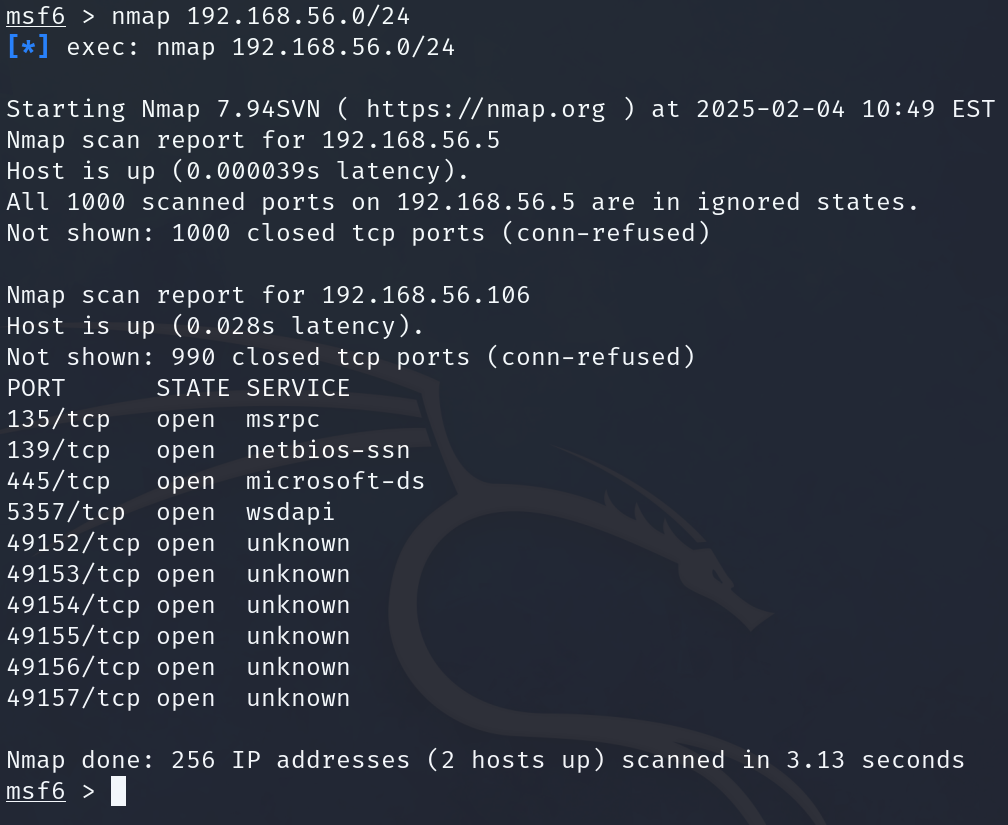 msf6 > nmap 192.168.56.0/24
[*] exec: nmap 192.168.56.0/24
Starting Nmap 7.94SVN ( https://nmap.org ) at 2025-02-04 10:49 EST
Nmap scan report for 192.168.56.5
Host is up (0.000039s latency).
All 1000 scanned ports on 192.168.56.5 are in ignored states.
Not shown: 1000 closed tcp ports (conn-refused)
Nmap scan report for 192.168.56.106
Host is up (0.028s latency).
Not shown: 990 closed tcp ports (conn-refused)
PORT      STATE SERVICE
135/tcp   open  msrpc
139/tcp   open  netbios-ssn
445/tcp   open  microsoft-ds
5357/tcp  open  wsdapi
49152/tcp open  unknown
49153/tcp open  unknown
49154/tcp open  unknown
49155/tcp open  unknown
49156/tcp open  unknown
49157/tcp open  unknown
Nmap done: 256 IP addresses (2 hosts up) scanned in 3.13 seconds
msf6 >